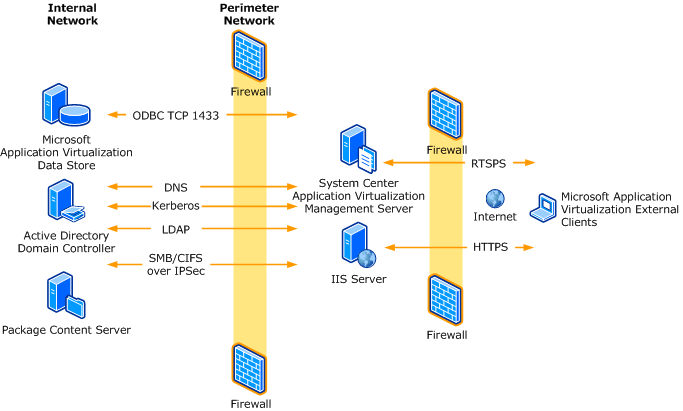 Internal
Network
Perimeter
Network
Firewall
ODBC TCP 1433
Microsoft
Application Virtualization
Data Store
Firewall
RTSPS
System Center
Application Virtualization
Management Server
DNS
Kerberos
LDAP
Active Directory
Domain Controller
Internet
Microsoft Application
Virtualization External
Clients
HTTPS
SMB/CIFS
over IPSec
IIS Server
Package Content Server
Firewall
Firewall